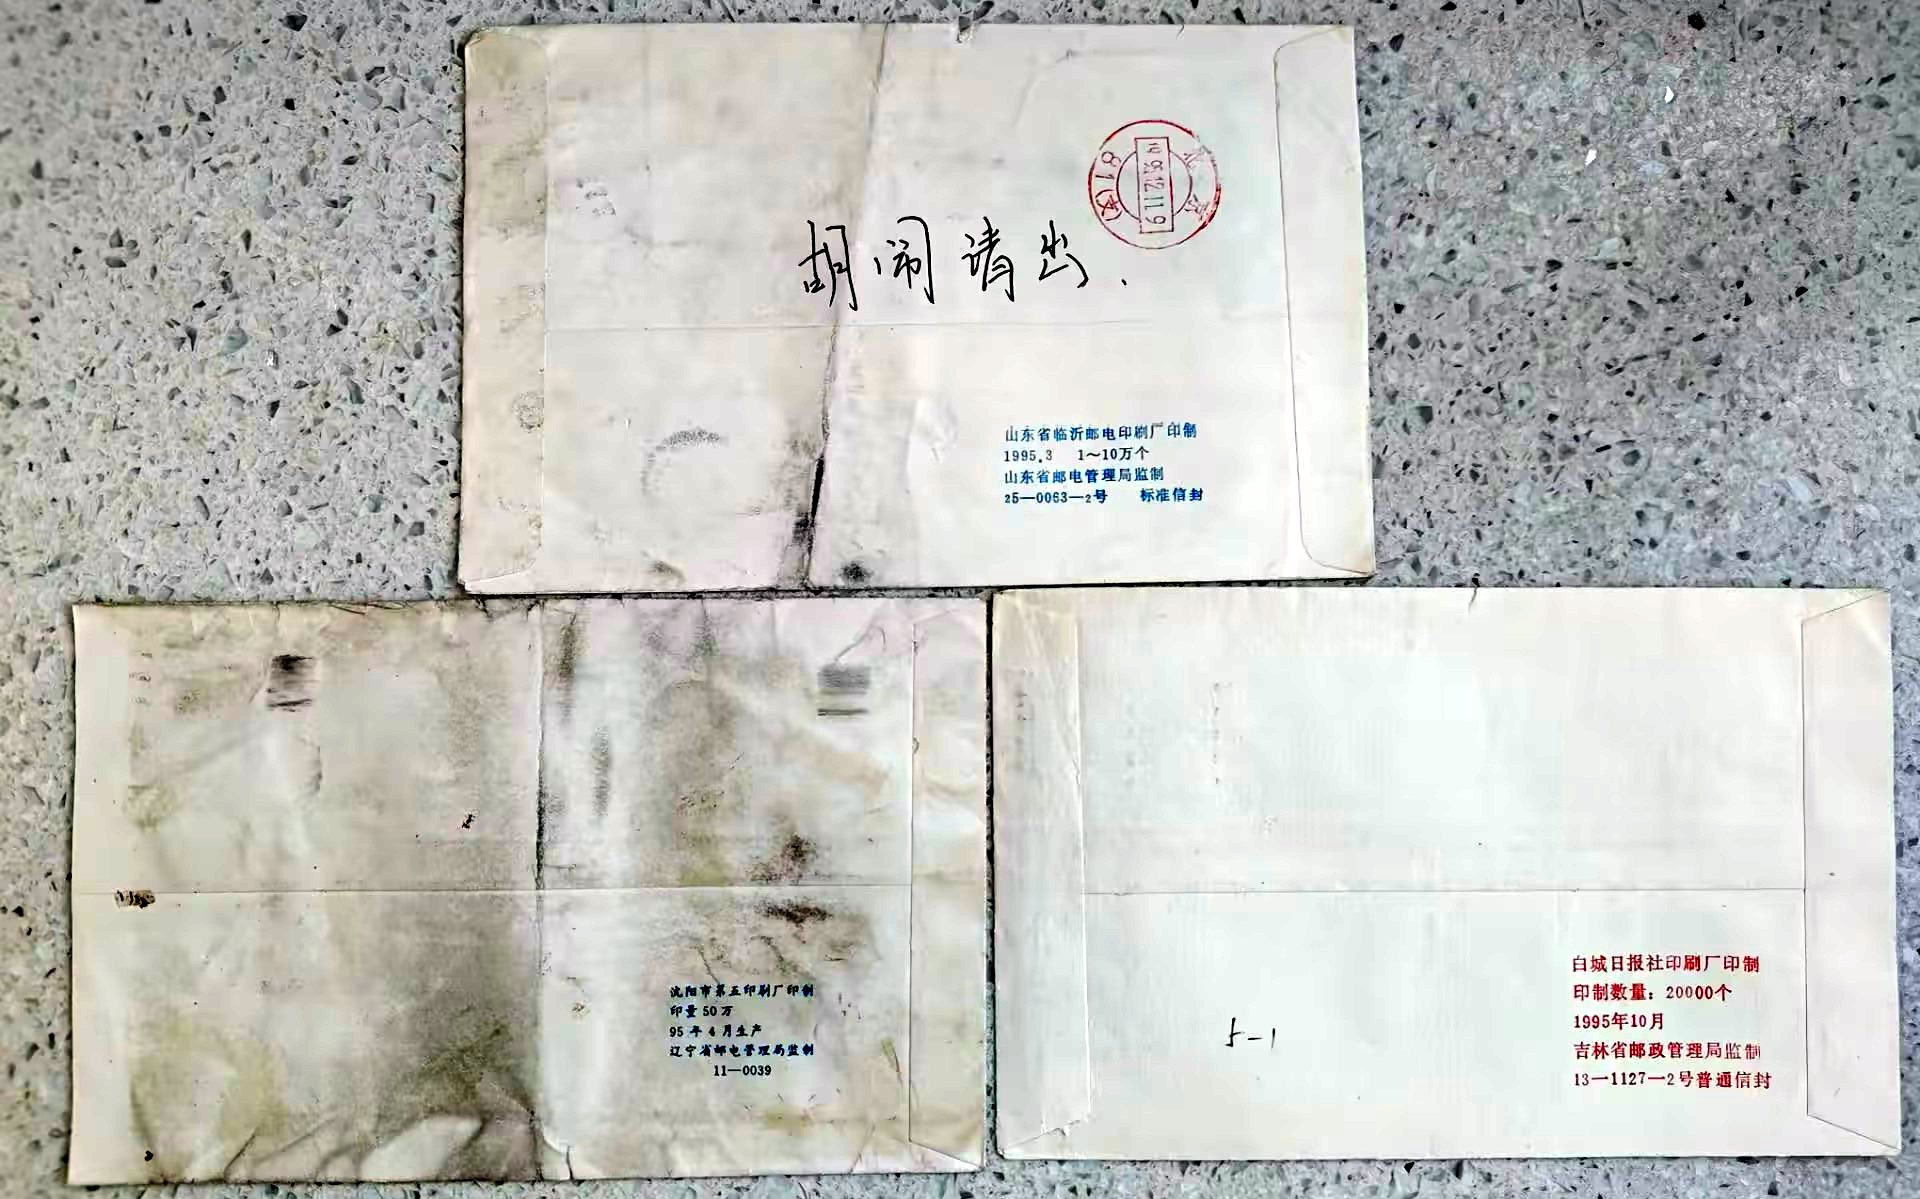 胡闹请出.
山东省临沂邮电印刷厂印制
1995.3 1～10万个
山东省邮电管理局监制
25—0063—2号 标准信封
沈阳市第五印刷厂印制
印量50万
95年4月生产
辽宁省邮电管理局监制
11—0039
5-1
白城日报社印刷厂印制
印制数量：20000个
1995年10月
吉林省邮政管理局监制
13—1127—2号普通信封